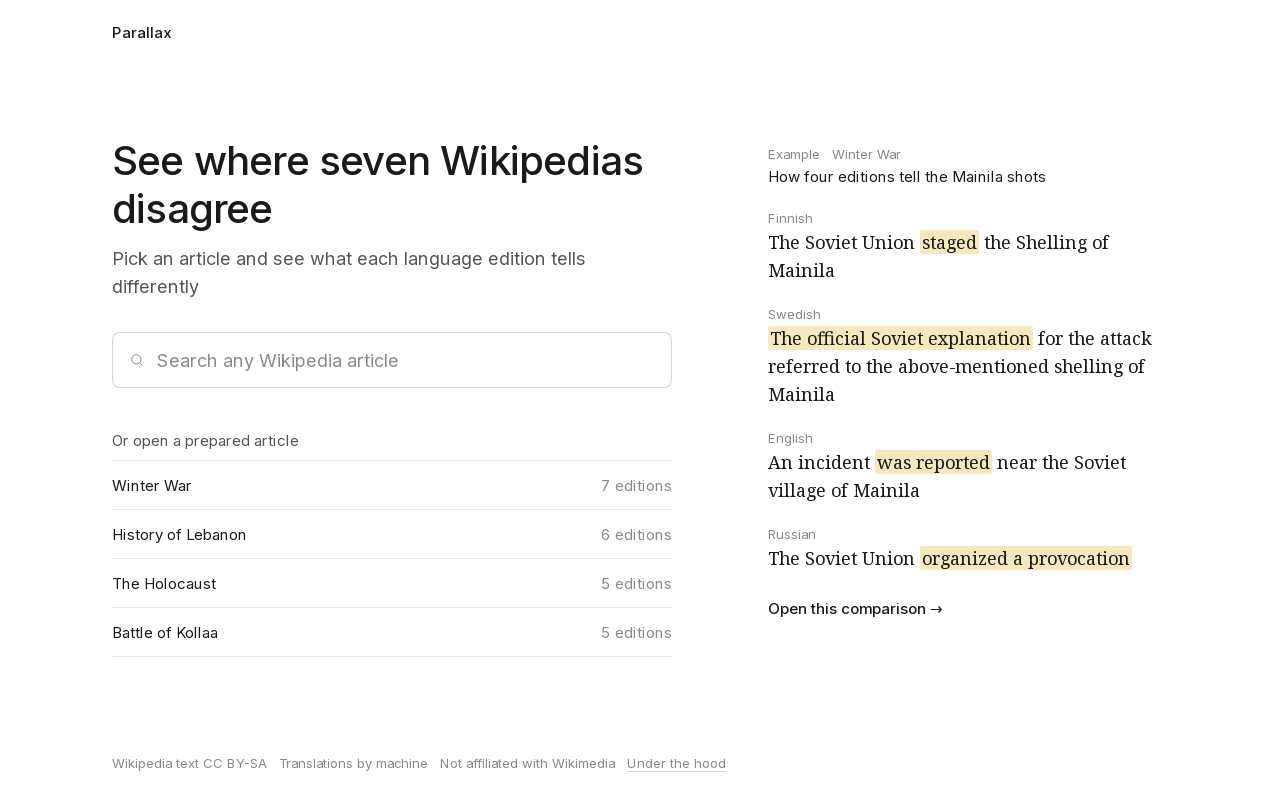 Parallax
See where seven Wikipedias
disagree
Pick an article and see what each language edition tells
differently
Search any Wikipedia article
Or open a prepared article
Winter War 7 editions
History of Lebanon 6 editions
The Holocaust 5 editions
Battle of Kollaa 5 editions
Example Winter War
How four editions tell the Mainila shots
Finnish
The Soviet Union staged the Shelling of
Mainila
Swedish
The official Soviet explanation for the attack
referred to the above-mentioned shelling of
Mainila
English
An incident was reported near the Soviet
village of Mainila
Russian
The Soviet Union organized a provocation
Open this comparison →
Wikipedia text CC BY-SA Translations by machine Not affiliated with Wikimedia Under the hood